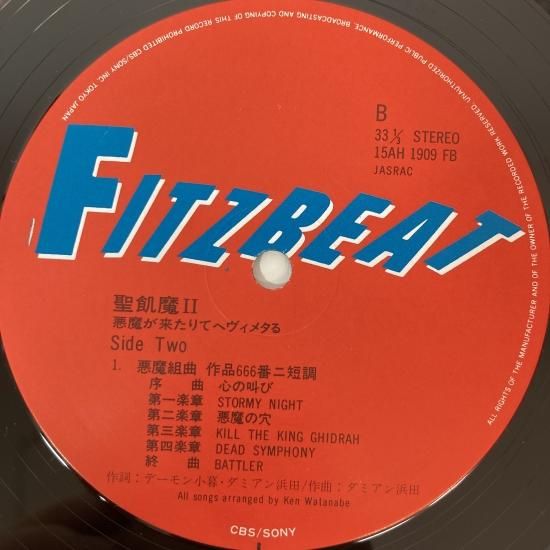 ALL RIGHTS OF THE MANUFACTURER AND OF THE OWNER OF THE RECORDED WORK RESERVED. UNAUTHORIZED PUBLIC PERFORMANCE, BROADCASTING AND COPYING OF THIS RECORD PROHIBITED CBS/SONY INC. TOKYO JAPAN
B
33⅓ STEREO
15AH 1909 FB
JASRAC
FITZBEAT
聖飢魔II
悪魔が来たりてヘヴィメタる
Side Two
1. 悪魔組曲 作品666番ニ短調
序 曲 心の叫び
第一楽章 STORMY NIGHT
第二楽章 悪魔の穴
第三楽章 KILL THE KING GHIDRAH
第四楽章 DEAD SYMPHONY
終 曲 BATTLER
作詞：デーモン小暮・ダミアン浜田/作曲：ダミアン浜田
All songs arranged by Ken Watanabe
CBS/SONY